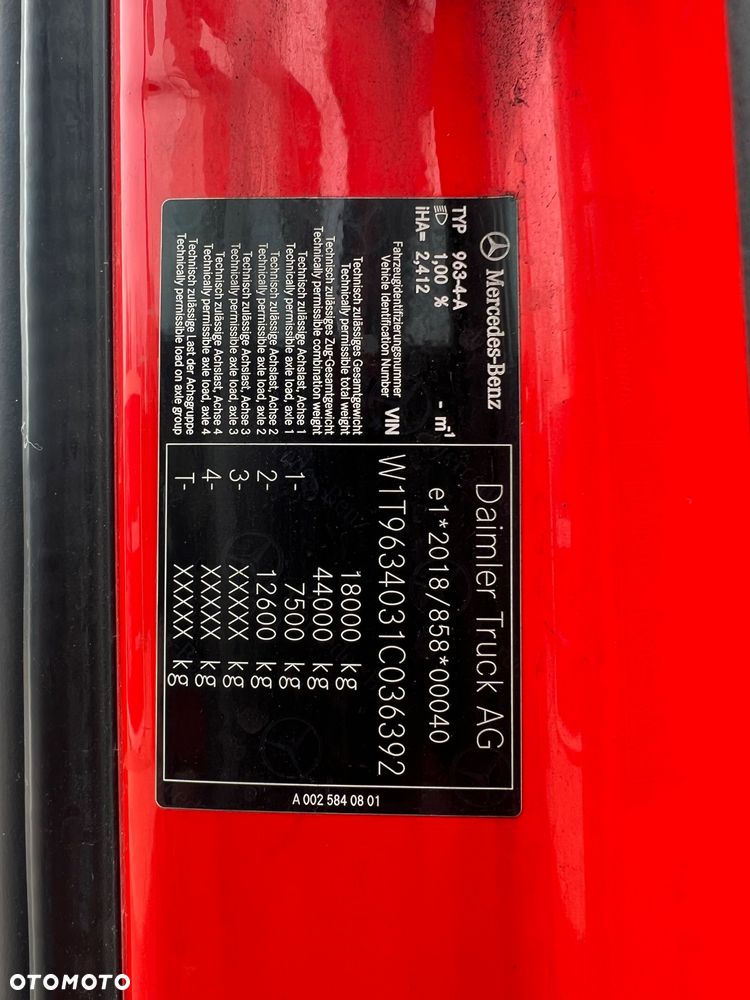 Mercedes-Benz
TYP 963-4-A
1,00 % - m-1
iHA= 2,412
Daimler Truck AG
e1*2018/858*00040
Fahrzeugidentifizierungsnummer
Vehicle Identification Number VIN
W1T9634031C036392
Technisch zulässiges Gesamtgewicht
Technically permissible total weight
18000 kg
Technisch zulässiges Zug-Gesamtgewicht
Technically permissible combination weight
44000 kg
Technisch zulässige Achslast, Achse 1
Technically permissible axle load, axle 1
1- 7500 kg
Technisch zulässige Achslast, Achse 2
Technically permissible axle load, axle 2
2- 12600 kg
Technisch zulässige Achslast, Achse 3
Technically permissible axle load, axle 3
3- XXXXX kg
Technisch zulässige Achslast, Achse 4
Technically permissible axle load, axle 4
4- XXXXX kg
Technisch zulässige Last der Achsgruppe
Technically permissible load on axle group
T- XXXXX kg
A 002 584 08 01
OTOMOTO